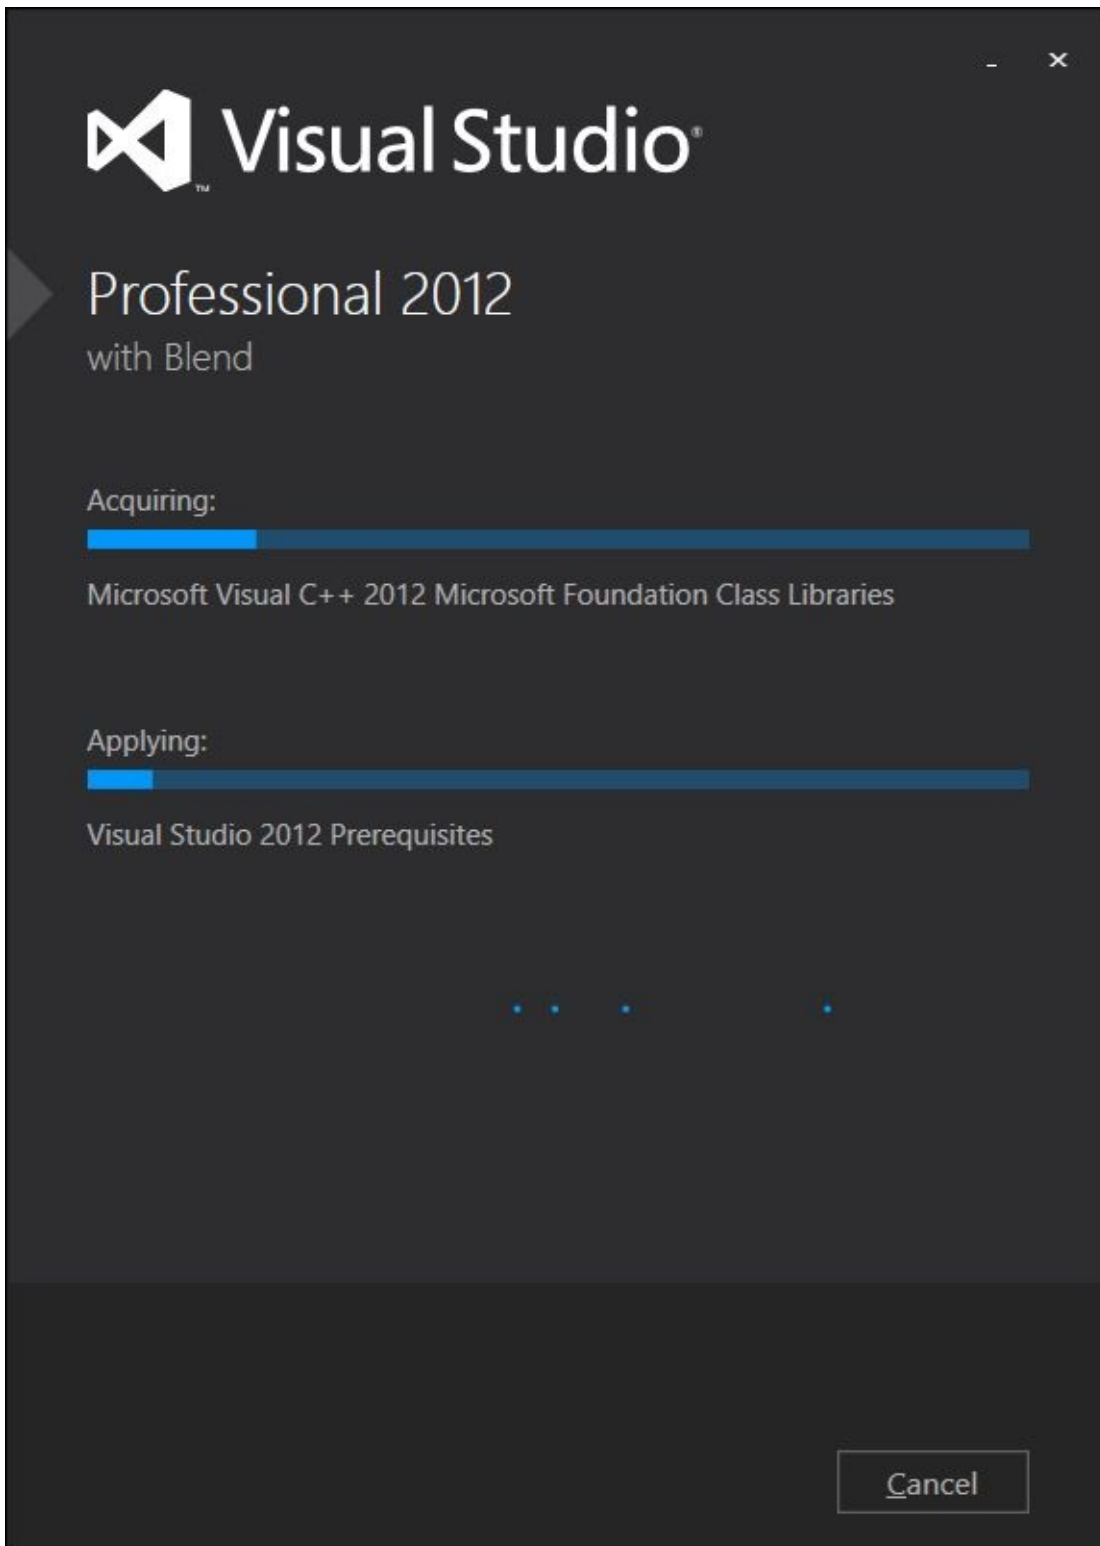 Visual Studio®
™
Professional 2012
with Blend
Acquiring:
Microsoft Visual C++ 2012 Microsoft Foundation Class Libraries
Applying:
Visual Studio 2012 Prerequisites
Cancel